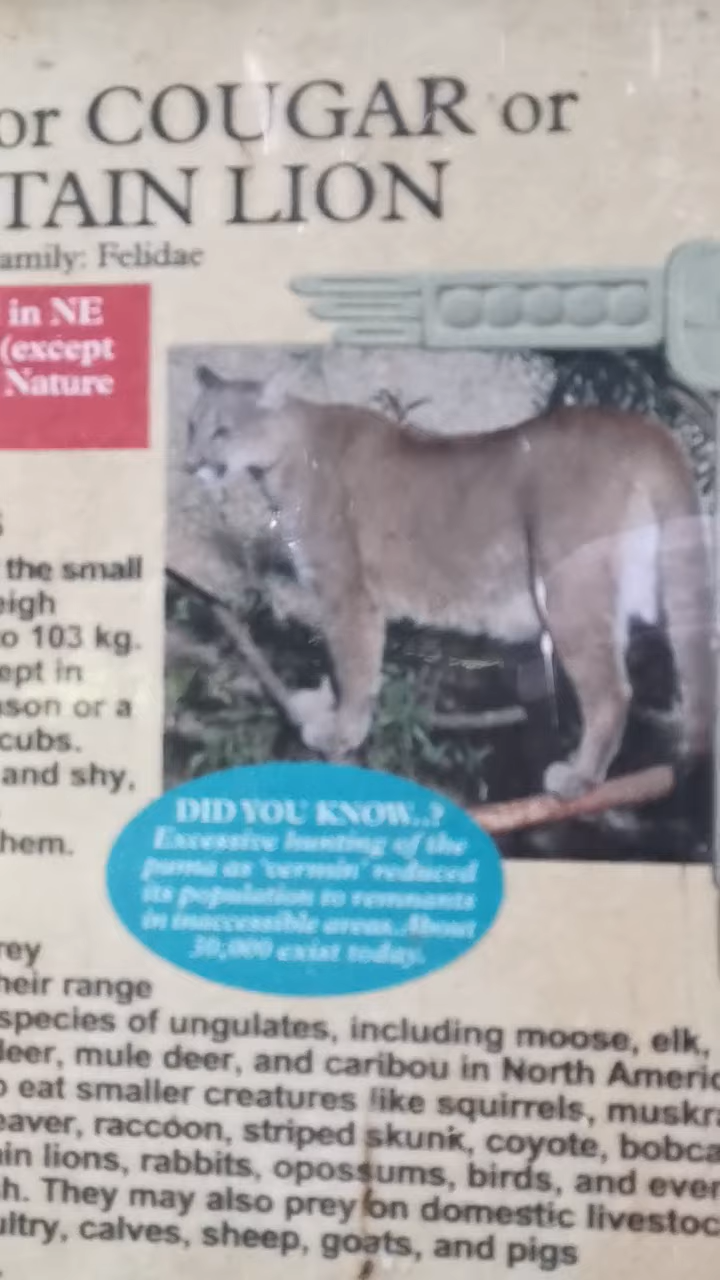 or COUGAR or
TAIN LION
amily: Felidae
in NE
(except
Nature
s
the small
eigh
o 103 kg.
ept in
ason or a
cubs.
and shy,
hem.
DID YOU KNOW..?
Excessive hunting of the
puma as 'vermin' reduced
its population to remnants
in inaccessible areas. About
30,000 exist today.
rey
heir range
species of ungulates, including moose, elk,
deer, mule deer, and caribou in North Americ
o eat smaller creatures like squirrels, muskra
eaver, raccoon, striped skunk, coyote, bobca
ain lions, rabbits, opossums, birds, and even
h. They may also prey on domestic livestoc
ultry, calves, sheep, goats, and pigs